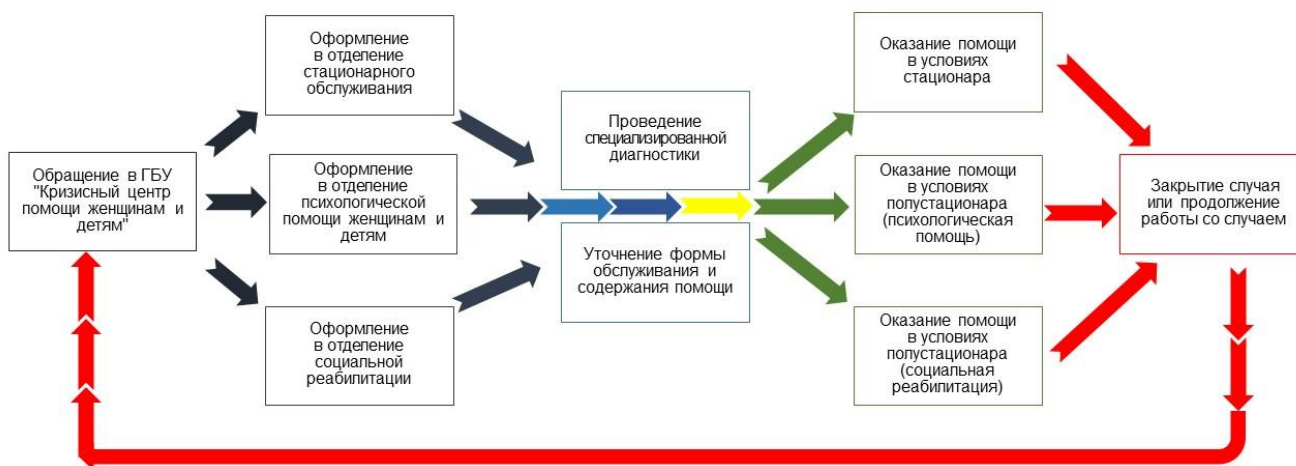 Обращение в ГБУ
"Кризисный центр
помощи женщинам и
детям"
Оформление
в отделение
стационарного
обслуживания
Оформление
в отделение
психологической
помощи женщинам и
детям
Оформление
в отделение
социальной
реабилитации
Проведение
специализированной
диагностики
Уточнение формы
обслуживания и
содержания помощи
Оказание помощи
в условиях
стационара
Оказание помощи
в условиях
полустационара
(психологическая
помощь)
Оказание помощи
в условиях
полустационара
(социальная
реабилитация)
Закрытие случая
или продолжение
работы со случаем